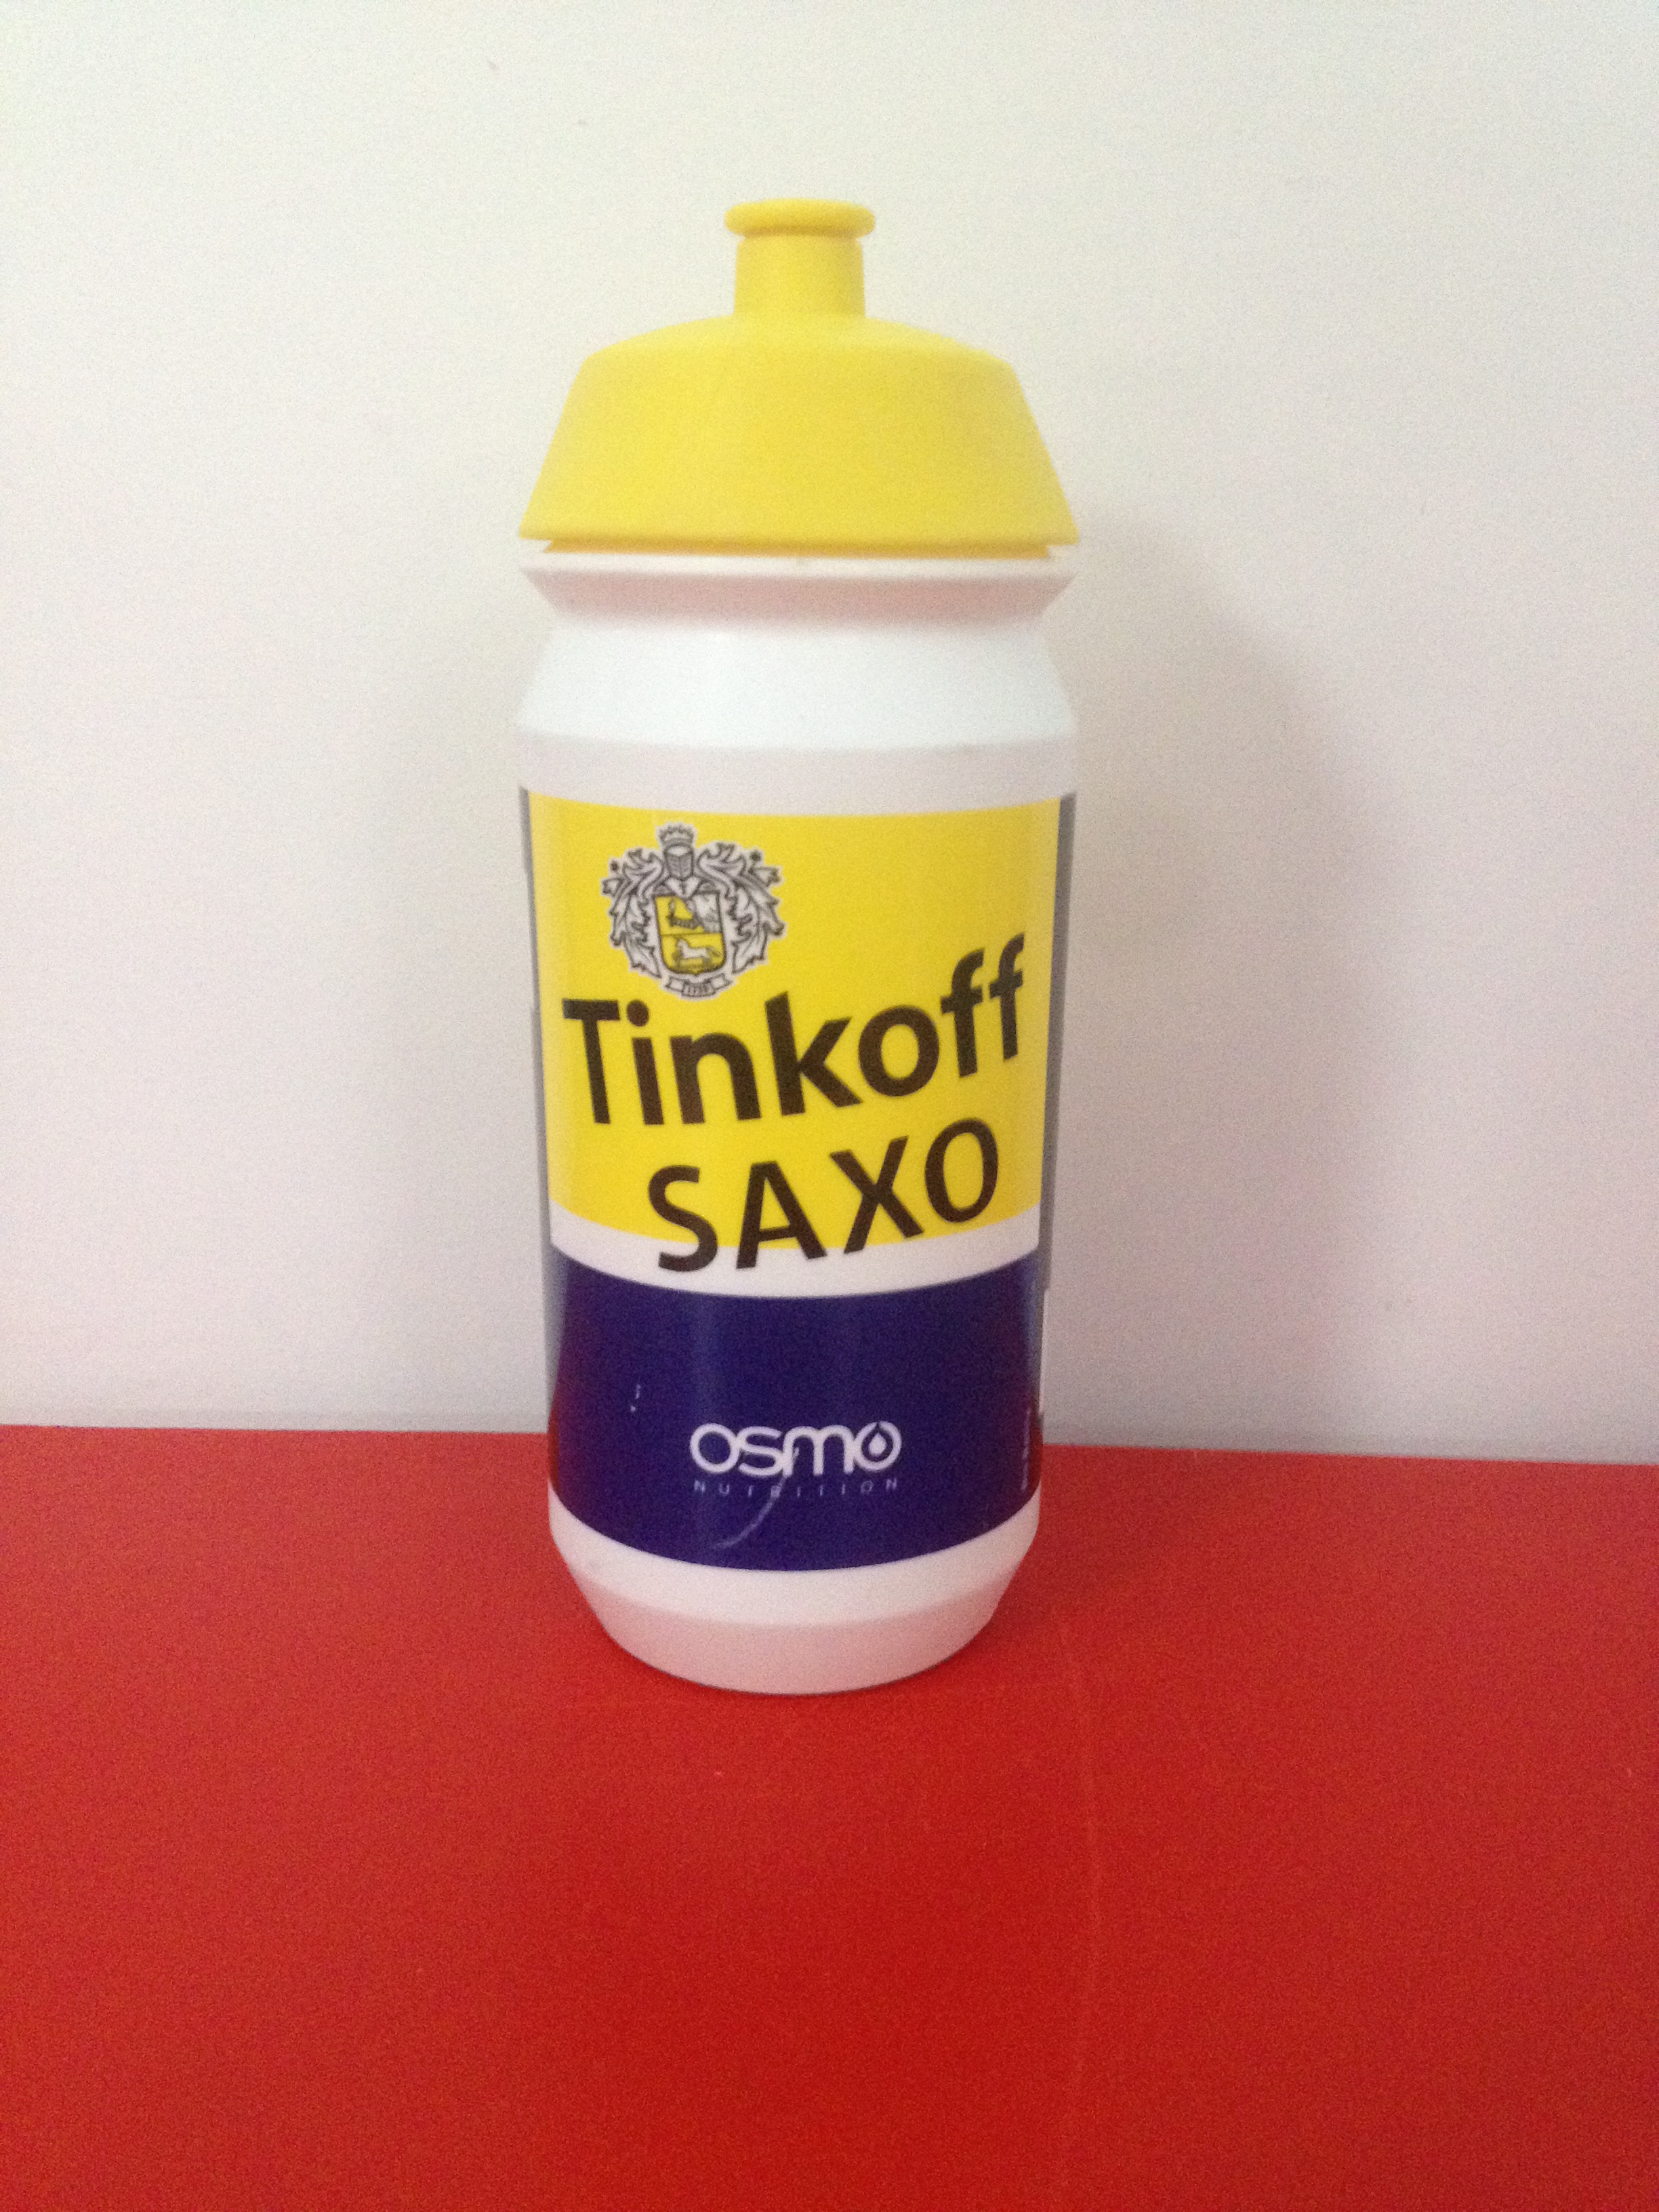 Tinkoff
SAXO
osmo
NUTRITION